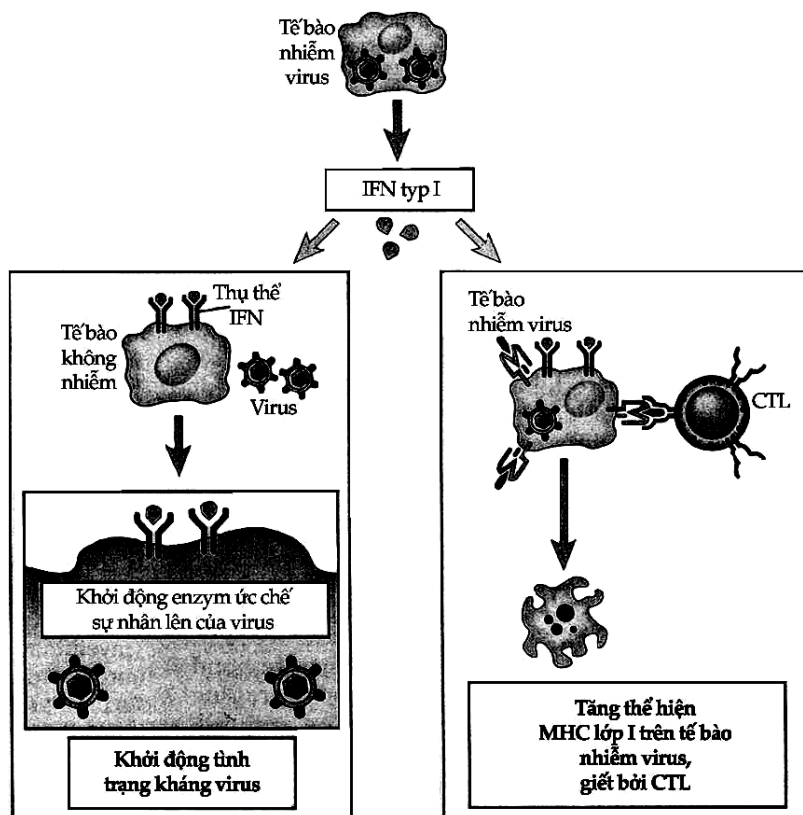 Tế bào
nhiễm
virus
IFN typ I
Thụ thể
IFN
Tế bào
không
nhiễm
Virus
Khởi động enzym ức chế
sự nhân lên của virus
Khởi động tình
trạng kháng virus
Tế bào
nhiễm virus
CTL
Tăng thể hiện
MHC lớp I trên tế bào
nhiễm virus,
giết bởi CTL